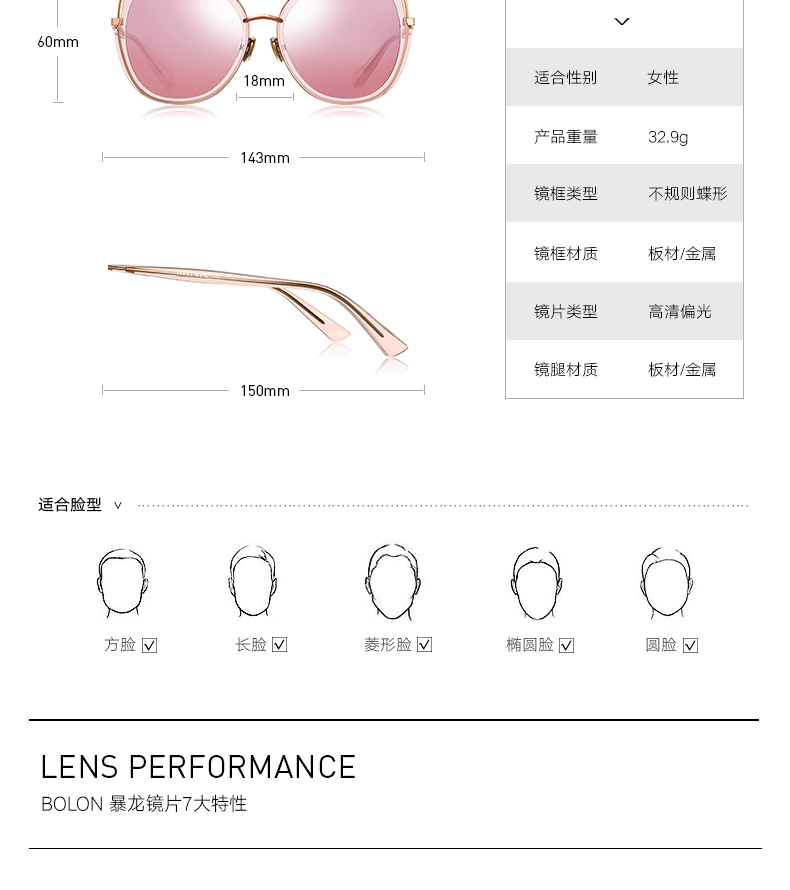 60mm
18mm
143mm
150mm
适合性别 女性
产品重量 32.9g
镜框类型 不规则蝶形
镜框材质 板材/金属
镜片类型 高清偏光
镜腿材质 板材/金属
适合脸型
方脸 长脸 菱形脸 椭圆脸 圆脸
LENS PERFORMANCE
BOLON 暴龙镜片7大特性